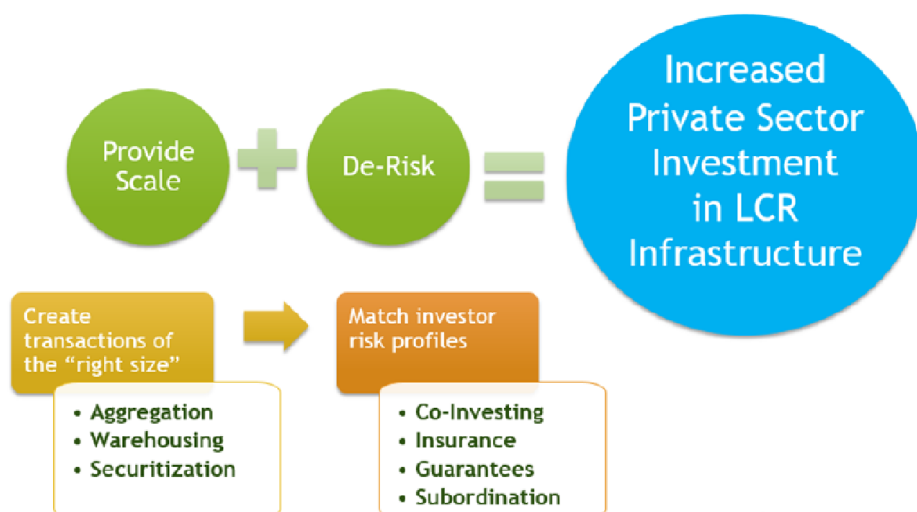 Provide
Scale
De-Risk
Increased
Private Sector
Investment
in LCR
Infrastructure
Create
transactions of
the “right size”
• Aggregation
• Warehousing
• Securitization
Match investor
risk profiles
• Co-Investing
• Insurance
• Guarantees
• Subordination